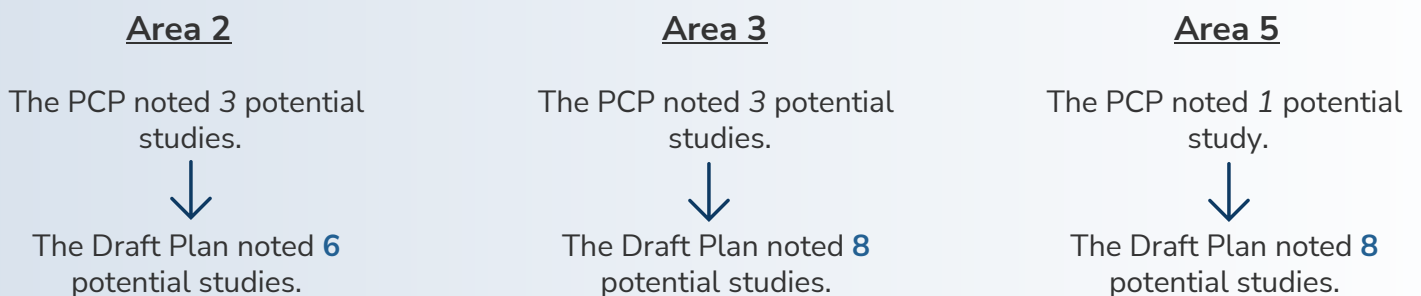 Area 2
The PCP noted 3 potential
studies.
The Draft Plan noted 6
potential studies.
Area 3
The PCP noted 3 potential
studies.
The Draft Plan noted 8
potential studies.
Area 5
The PCP noted 1 potential
study.
The Draft Plan noted 8
potential studies.